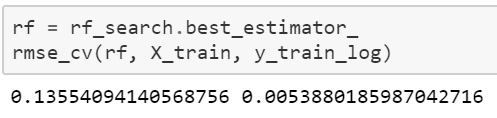 rf = rf_search.best_estimator_
rmse_cv(rf, X_train, y_train_log)
0.13554094140568756 0.0053880185987042716